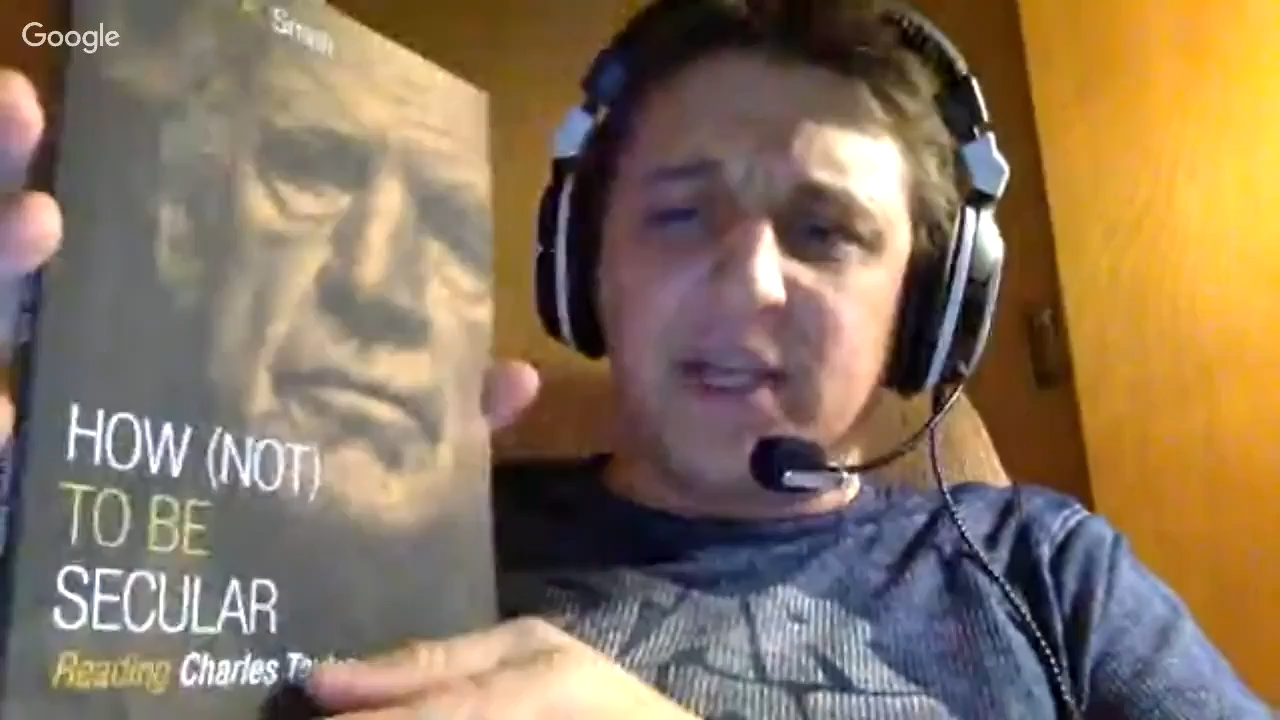 Google
Smith
HOW (NOT)
TO BE
SECULAR
Reading Charles